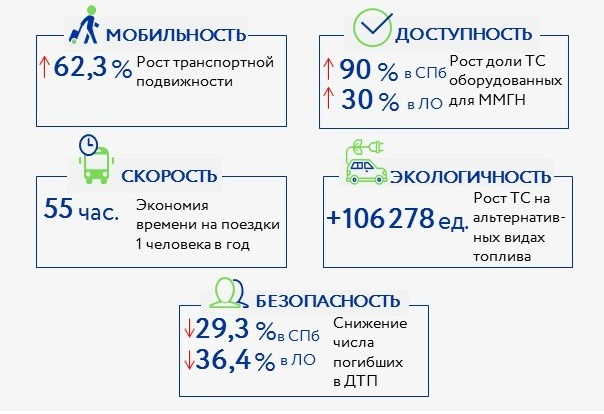 МОБИЛЬНОСТЬ
↑ 62,3 % Рост транспортной
подвижности
ДОСТУПНОСТЬ
↑ 90 % в СПб Рост доли ТС
оборудованных
↑ 30 % в ЛО для ММГН
СКОРОСТЬ
55 час. Экономия
времени на поездки
1 человека в год
ЭКОЛОГИЧНОСТЬ
+106 278 ед. Рост ТС на
альтернатив-
ных видах
топлива
БЕЗОПАСНОСТЬ
↓ 29,3 % в СПб Снижение
числа
↓ 36,4 % в ЛО погибших
в ДТП